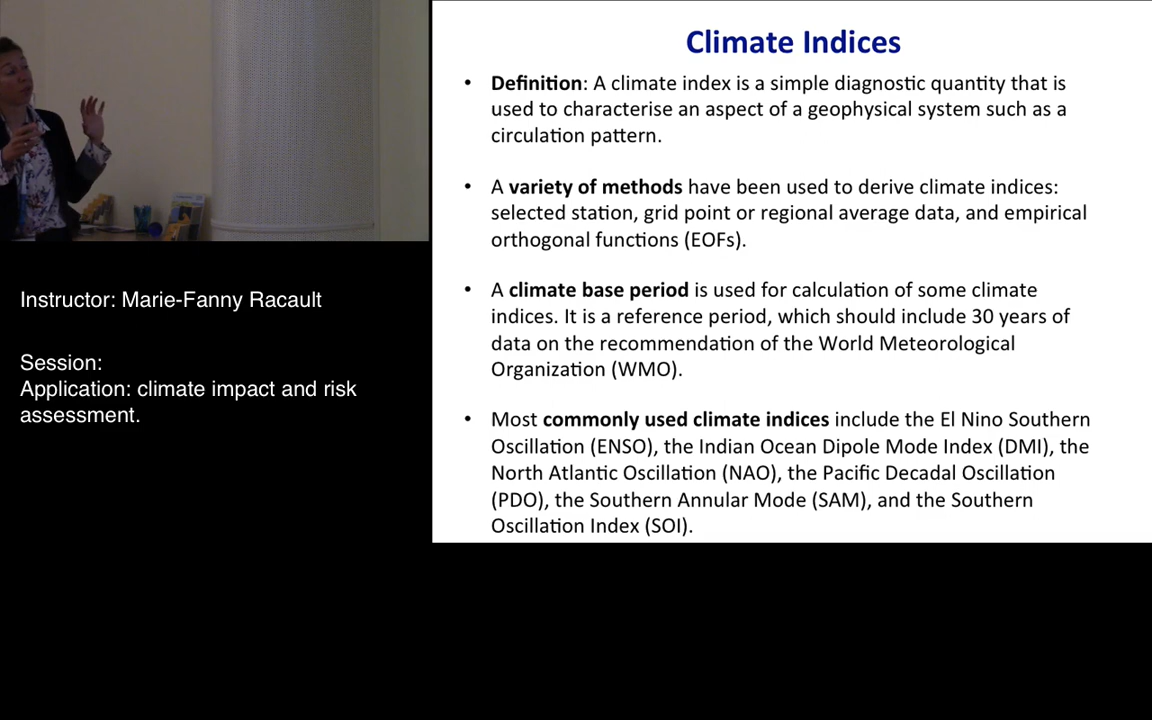 Climate Indices
• Definition: A climate index is a simple diagnostic quantity that is
used to characterise an aspect of a geophysical system such as a
circulation pattern.
• A variety of methods have been used to derive climate indices:
selected station, grid point or regional average data, and empirical
orthogonal functions (EOFs).
• A climate base period is used for calculation of some climate
indices. It is a reference period, which should include 30 years of
data on the recommendation of the World Meteorological
Organization (WMO).
• Most commonly used climate indices include the El Nino Southern
Oscillation (ENSO), the Indian Ocean Dipole Mode Index (DMI), the
North Atlantic Oscillation (NAO), the Pacific Decadal Oscillation
(PDO), the Southern Annular Mode (SAM), and the Southern
Oscillation Index (SOI).
Instructor: Marie-Fanny Racault
Session:
Application: climate impact and risk
assessment.